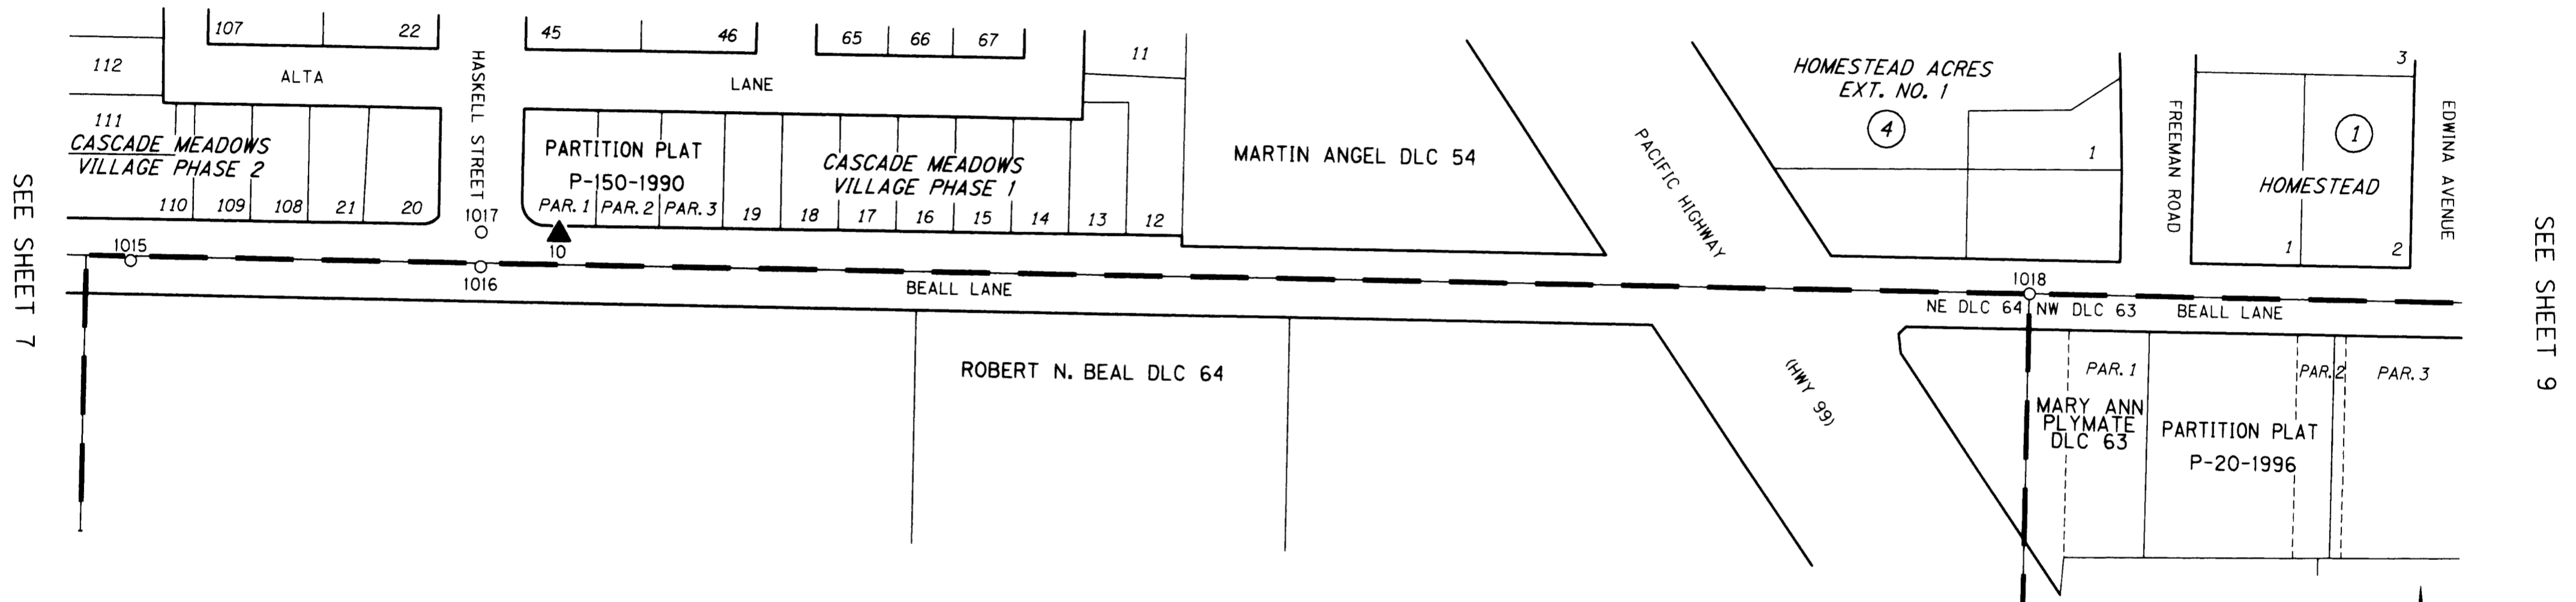 SEE SHEET 7
107
22
112
ALTA
111
CASCADE MEADOWS
VILLAGE PHASE 2
110
109
108
21
20
HASKELL STREET
1017
1015
1016
45
46
65
66
67
11
LANE
PARTITION PLAT
P-150-1990
PAR. 1
PAR. 2
PAR. 3
10
CASCADE MEADOWS
VILLAGE PHASE 1
19
18
17
16
15
14
13
12
MARTIN ANGEL DLC 54
BEALL LANE
ROBERT N. BEAL DLC 64
PACIFIC HIGHWAY
(HWY 99)
HOMESTEAD ACRES
EXT. NO. 1
4
1
FREEMAN ROAD
3
1
HOMESTEAD
1
2
EDWINA AVENUE
1018
NE DLC 64
NW DLC 63
BEALL LANE
PAR. 1
PAR. 2
PAR. 3
MARY ANN
PLYMATE
DLC 63
PARTITION PLAT
P-20-1996
SEE SHEET 9